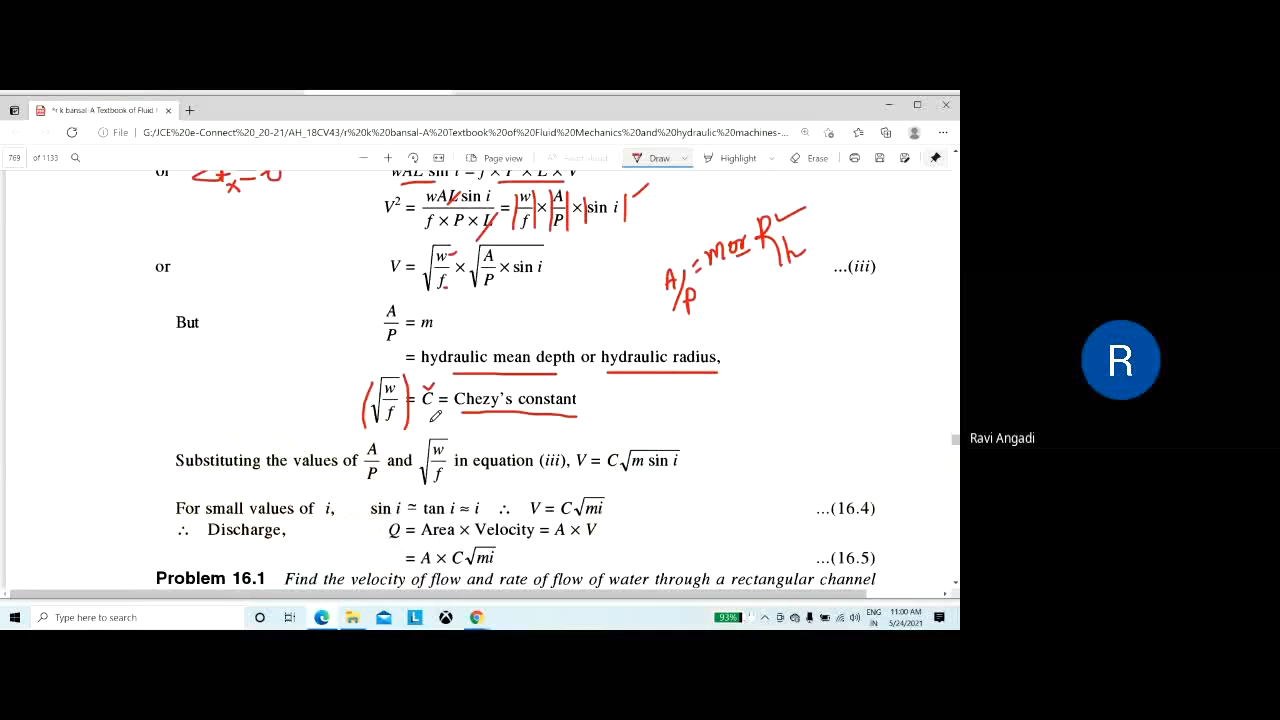 *r k bansal-A Textbook of Fluid
File G:/JCE%20e-Connect%20_20-21/AH_18CV43/r%20k%20bansal-A%20Textbook%20of%20Fluid%20Mechanics%20and%20hydraulic%20machines-...
769 of 1133 Page view Read aloud Draw Highlight Erase
or wAL sin i = f × P × L × V
V² = wAL sin i / f × P × L = w/f × A/P × sin i
or V = √(w/f) × √(A/P × sin i) ...(iii)
A/P = m or R h
But A/P = m
= hydraulic mean depth or hydraulic radius,
√(w/f) = C = Chezy's constant
Substituting the values of A/P and √(w/f) in equation (iii), V = C√(m sin i)
For small values of i, sin i ≃ tan i ≈ i ∴ V = C√(mi) ...(16.4)
∴ Discharge, Q = Area × Velocity = A × V
= A × C√(mi) ...(16.5)
Problem 16.1 Find the velocity of flow and rate of flow of water through a rectangular channel
R
Ravi Angadi
Type here to search
93%
ENG
IN
11:00 AM
5/24/2021